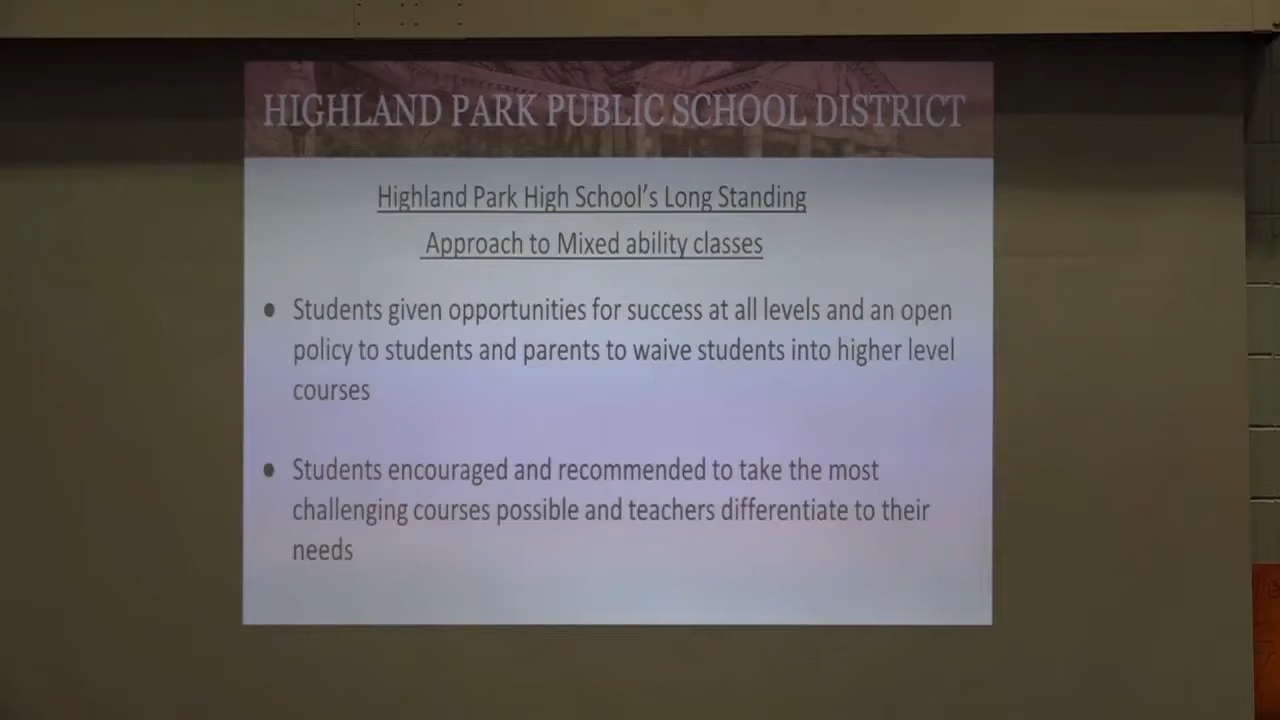 HIGHLAND PARK PUBLIC SCHOOL DISTRICT
Highland Park High School's Long Standing
Approach to Mixed ability classes
● Students given opportunities for success at all levels and an open
policy to students and parents to waive students into higher level
courses
● Students encouraged and recommended to take the most
challenging courses possible and teachers differentiate to their
needs